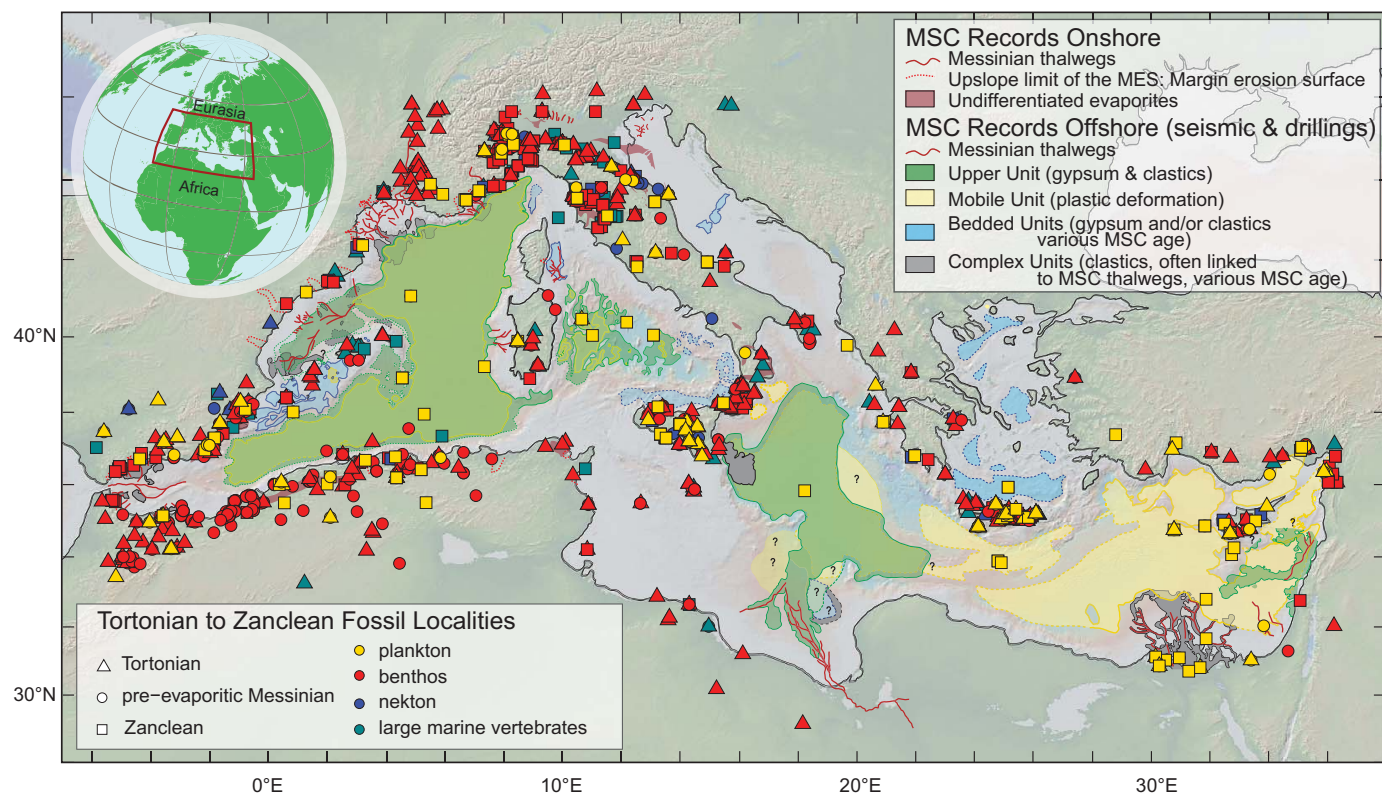 Eurasia
Africa
MSC Records Onshore
Messinian thalwegs
Upslope limit of the MES: Margin erosion surface
Undifferentiated evaporites
MSC Records Offshore (seismic & drillings)
Messinian thalwegs
Upper Unit (gypsum & clastics)
Mobile Unit (plastic deformation)
Bedded Units (gypsum and/or clastics
various MSC age)
Complex Units (clastics, often linked
to MSC thalwegs, various MSC age)
40°N
30°N
?
?
?
?
?
?
?
?
?
?
Tortonian to Zanclean Fossil Localities
Tortonian
pre−evaporitic Messinian
Zanclean
plankton
benthos
nekton
large marine vertebrates
0°E
10°E
20°E
30°E